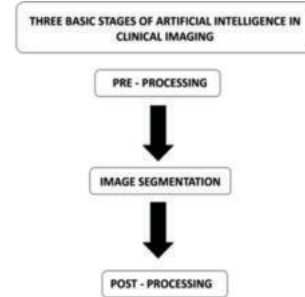 THREE BASIC STAGES OF ARTIFICIAL INTELLIGENCE IN
CLINICAL IMAGING
PRE - PROCESSING
IMAGE SEGMENTATION
POST - PROCESSING